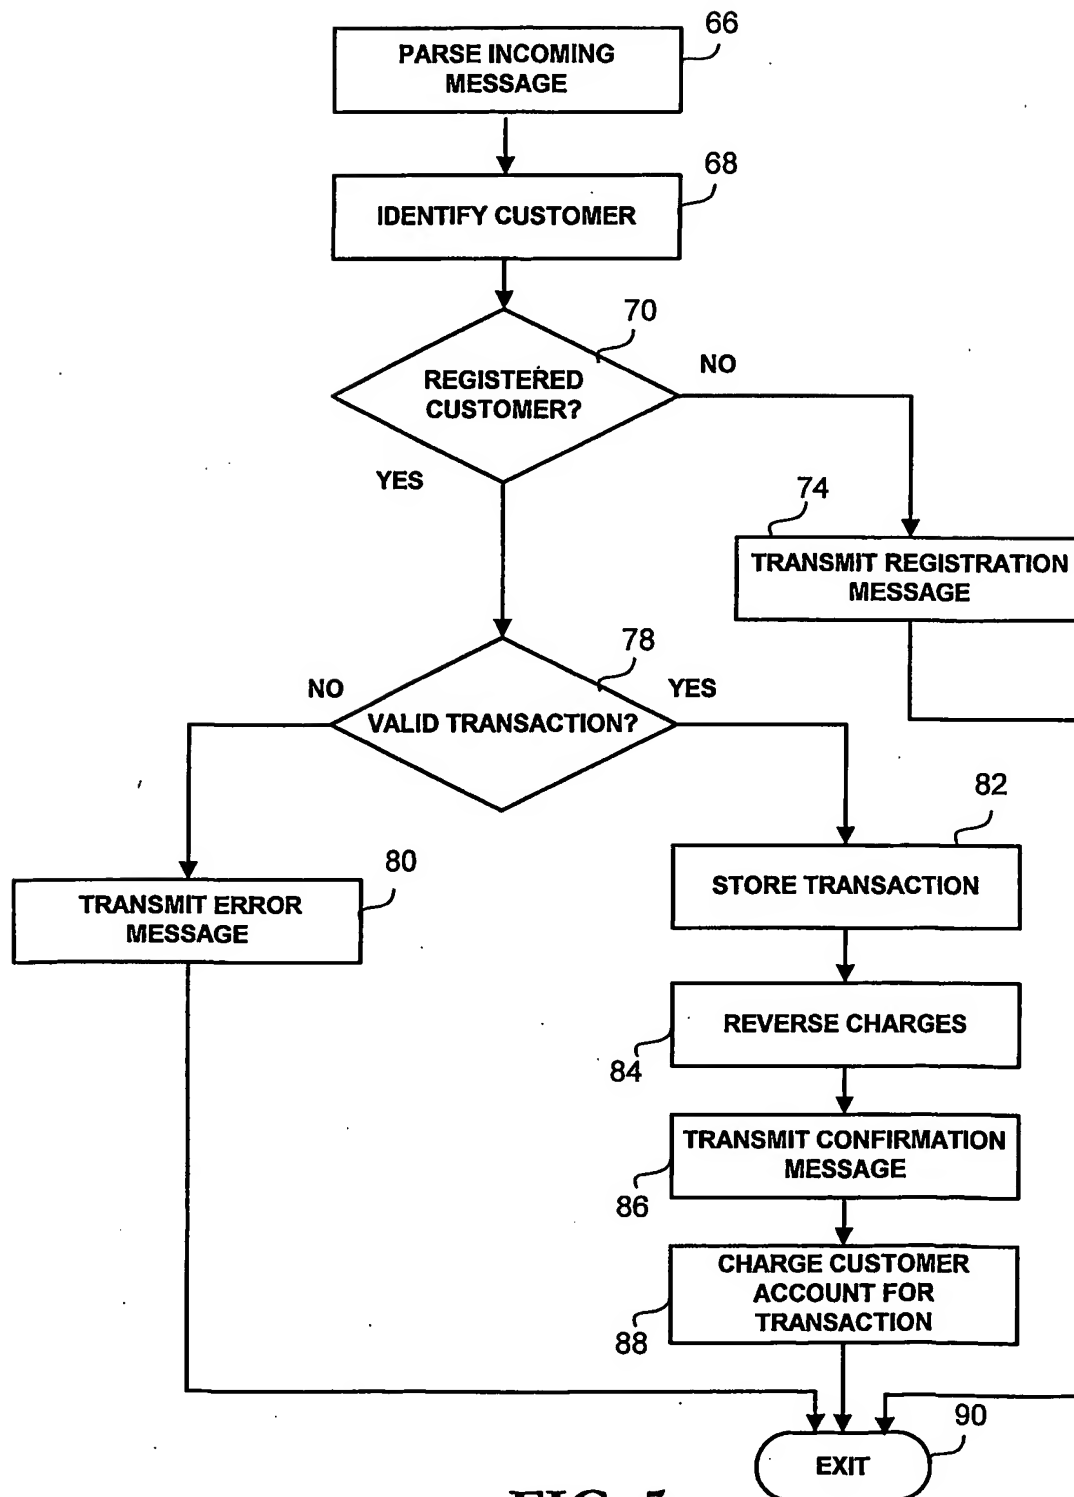 66
PARSE INCOMING
MESSAGE
68
IDENTIFY CUSTOMER
70
REGISTERED
CUSTOMER?
NO
YES
74
TRANSMIT REGISTRATION
MESSAGE
78
NO
YES
VALID TRANSACTION?
82
80
STORE TRANSACTION
TRANSMIT ERROR
MESSAGE
REVERSE CHARGES
84
TRANSMIT CONFIRMATION
MESSAGE
86
CHARGE CUSTOMER
ACCOUNT FOR
TRANSACTION
88
90
EXIT
FIG. 5